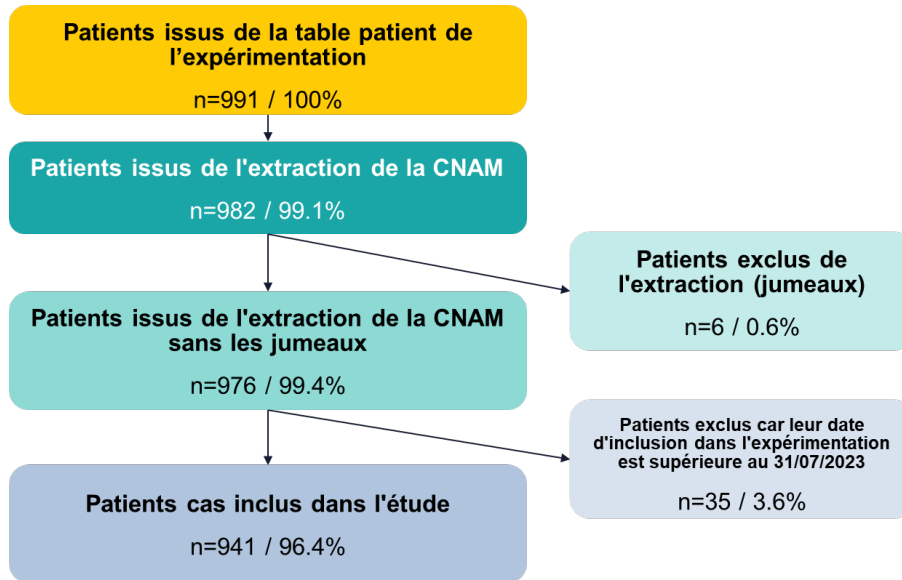 Patients issus de la table patient de
l’expérimentation
n=991 / 100%
Patients issus de l'extraction de la CNAM
n=982 / 99.1%
Patients exclus de
l'extraction (jumeaux)
n=6 / 0.6%
Patients issus de l'extraction de la CNAM
sans les jumeaux
n=976 / 99.4%
Patients exclus car leur date
d'inclusion dans l'expérimentation
est supérieure au 31/07/2023
n=35 / 3.6%
Patients cas inclus dans l'étude
n=941 / 96.4%